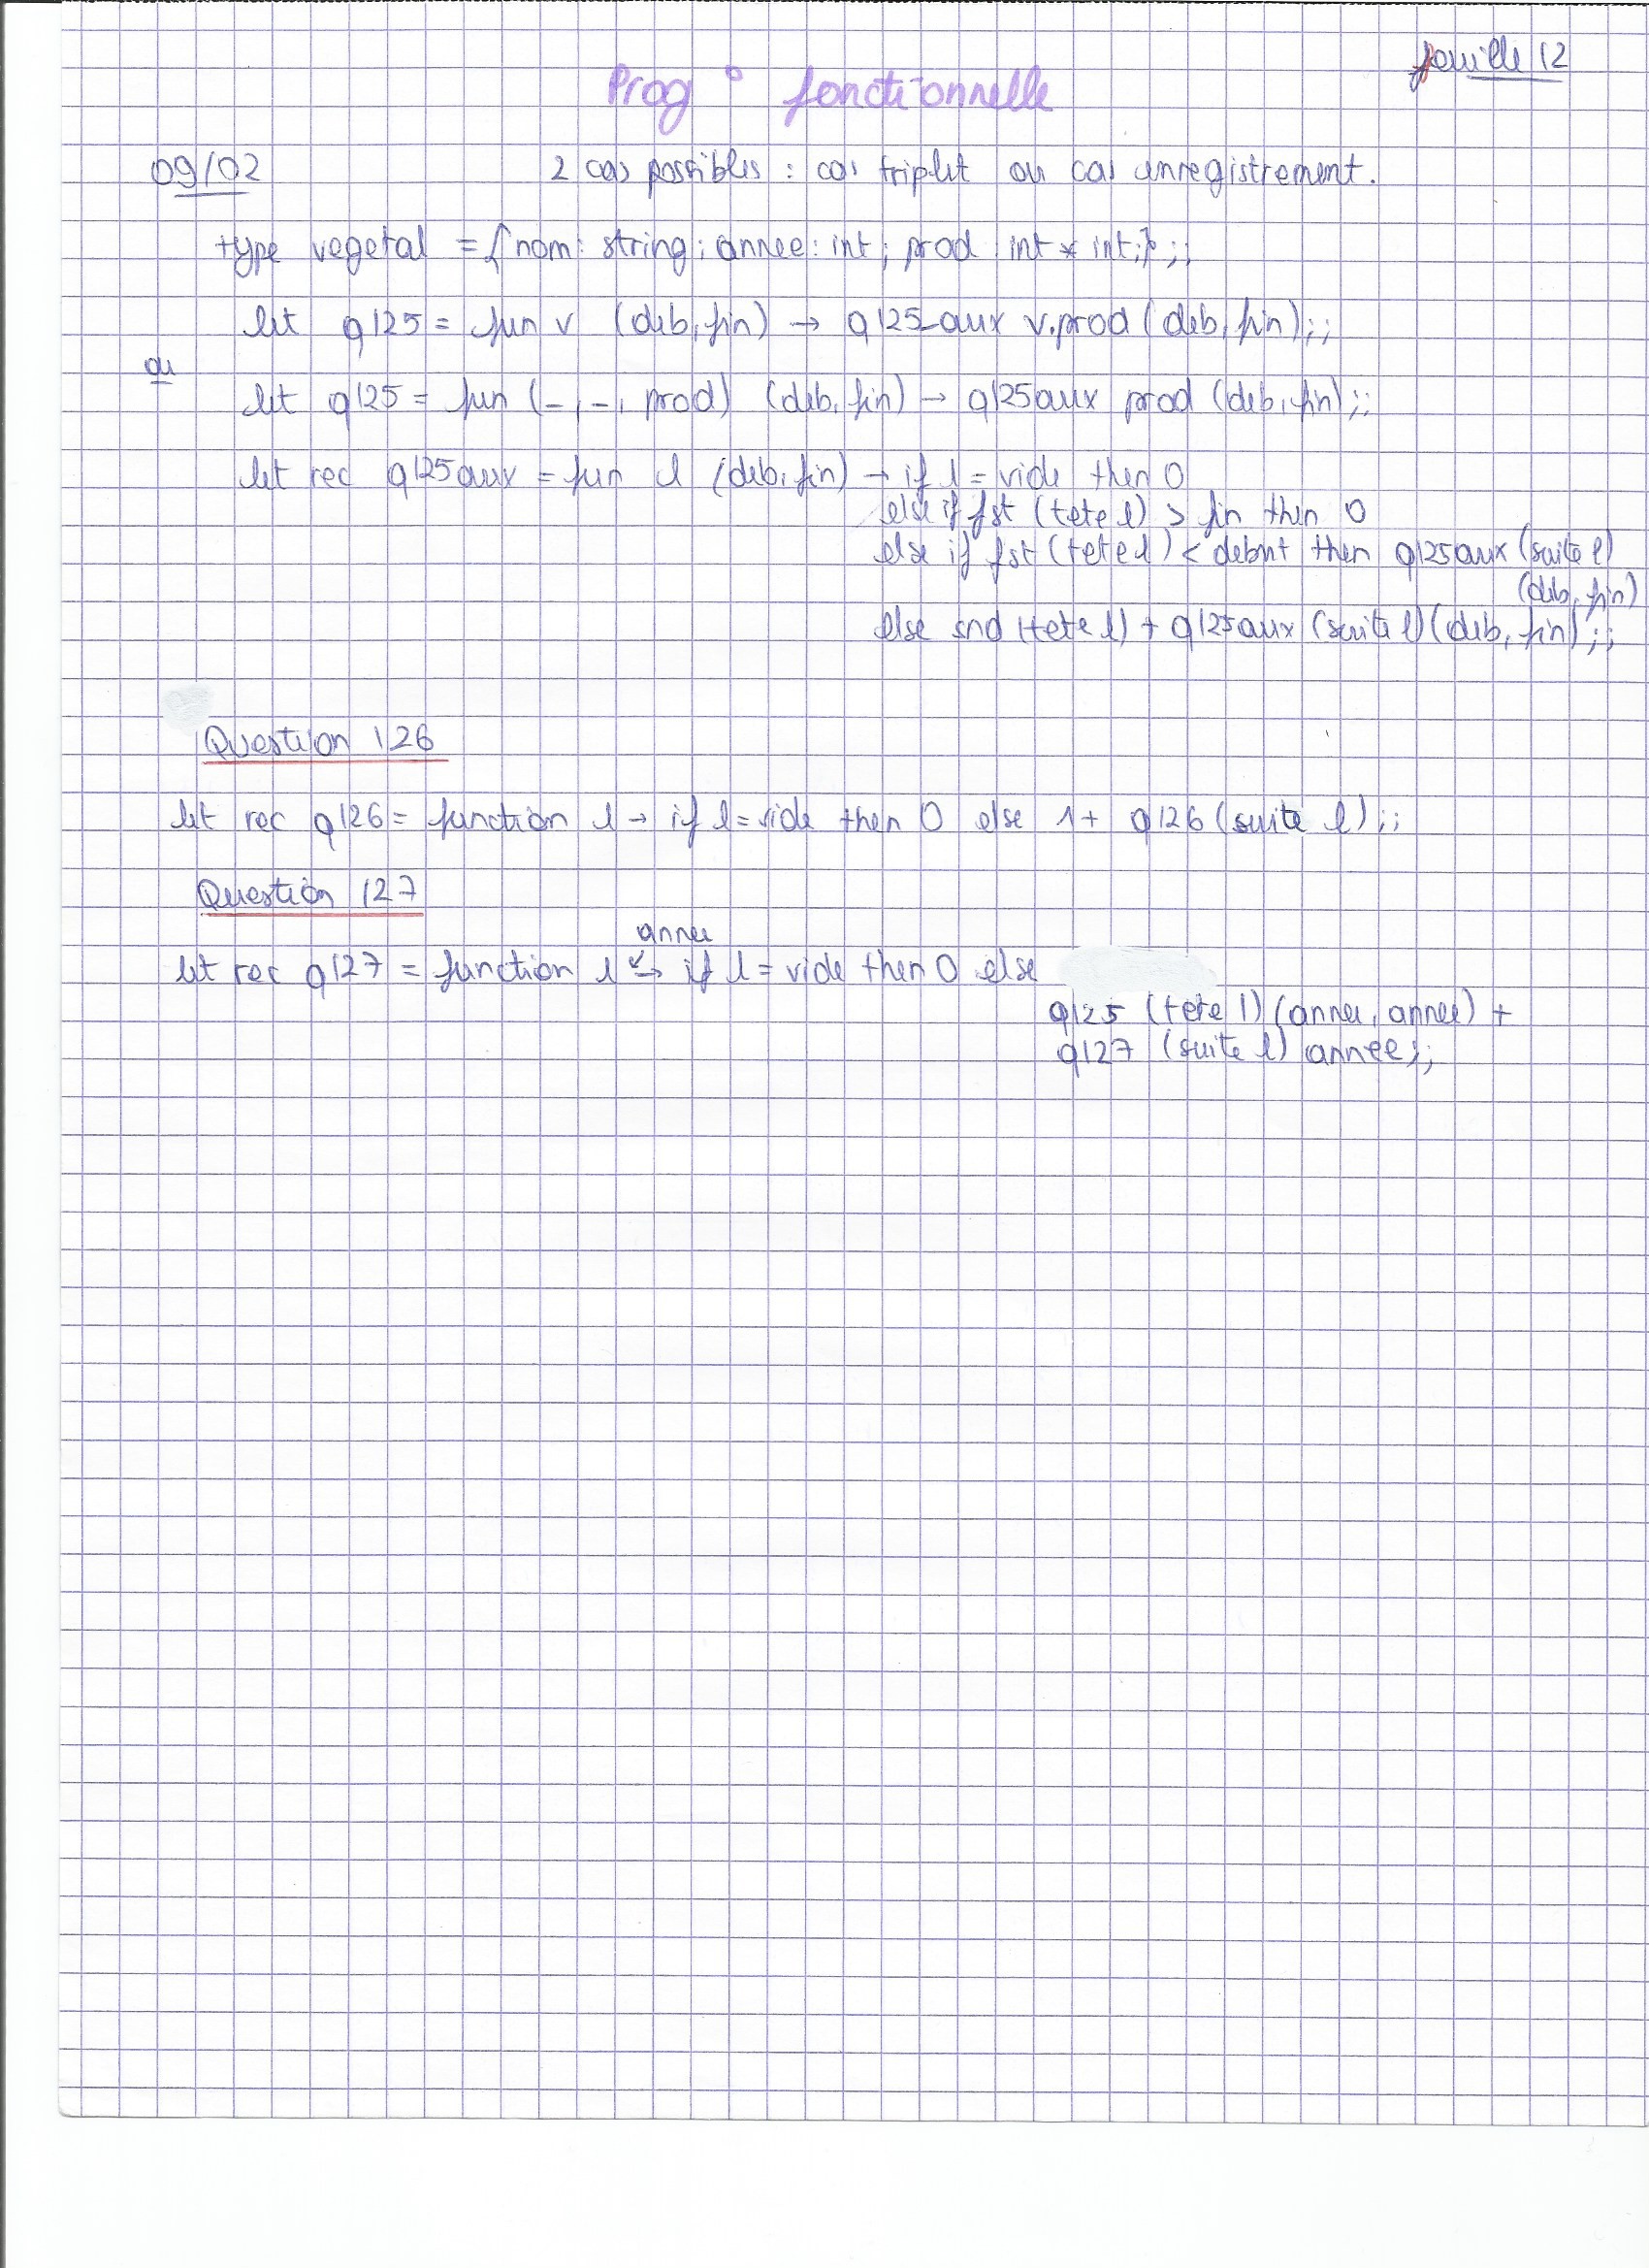 feuille 12
Prog° fonctionnelle
09/02 2 cas possibles : cas triplet ou cas enregistrement.
type vegetal = { nom: string; annee: int; prod: int * int;};;
let q125 = fun v (deb, fin) → q125_aux v.prod (deb, fin);;
ou
let q125 = fun (_, _, prod) (deb, fin) → q125aux prod (deb, fin);;
let rec q125aux = fun l (deb, fin) → if l = vide then 0
else if fst (tete l) > fin then 0
else if fst (tete l) < debut then q125aux (suite l)
(deb, fin)
else snd (tete l) + q125aux (suite l) (deb, fin);;
Question 126
let rec q126 = function l → if l = vide then 0 else 1 + q126 (suite l);;
Question 127
annee
let rec q127 = function l → if l = vide then 0 else
q125 (tete l) (annee, annee) +
q127 (suite l) annee;;